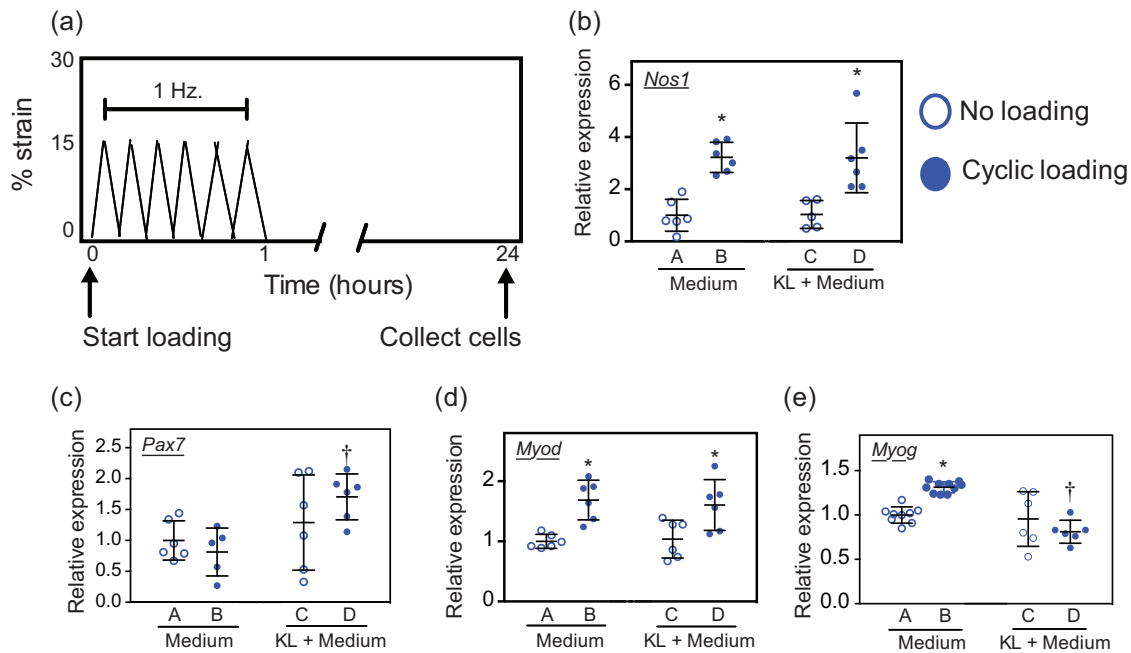 (a)
30
15
0
% strain
1 Hz.
0
1
24
Time (hours)
Start loading
Collect cells
(b)
Nos1
6
4
2
0
Relative expression
*
*
A
B
C
D
Medium
KL + Medium
No loading
Cyclic loading
(c)
Pax7
2.5
2.0
1.5
1.0
0.5
0.0
Relative expression
†
A
B
C
D
Medium
KL + Medium
(d)
Myod
2
1
0
Relative expression
*
*
A
B
C
D
Medium
KL + Medium
(e)
Myog
1.5
1.0
0.5
0.0
Relative expression
*
†
A
B
C
D
Medium
KL + Medium